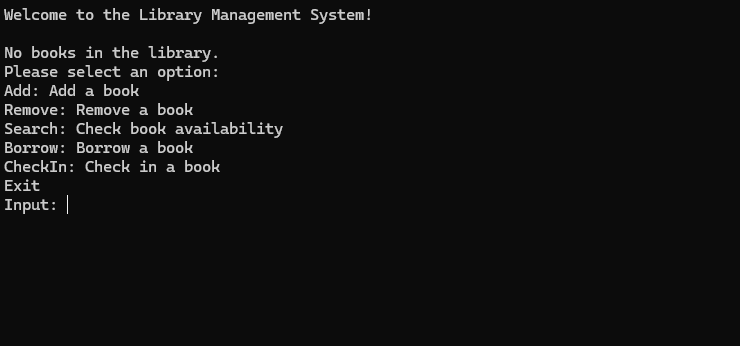 Welcome to the Library Management System!
No books in the library.
Please select an option:
Add: Add a book
Remove: Remove a book
Search: Check book availability
Borrow: Borrow a book
CheckIn: Check in a book
Exit
Input: